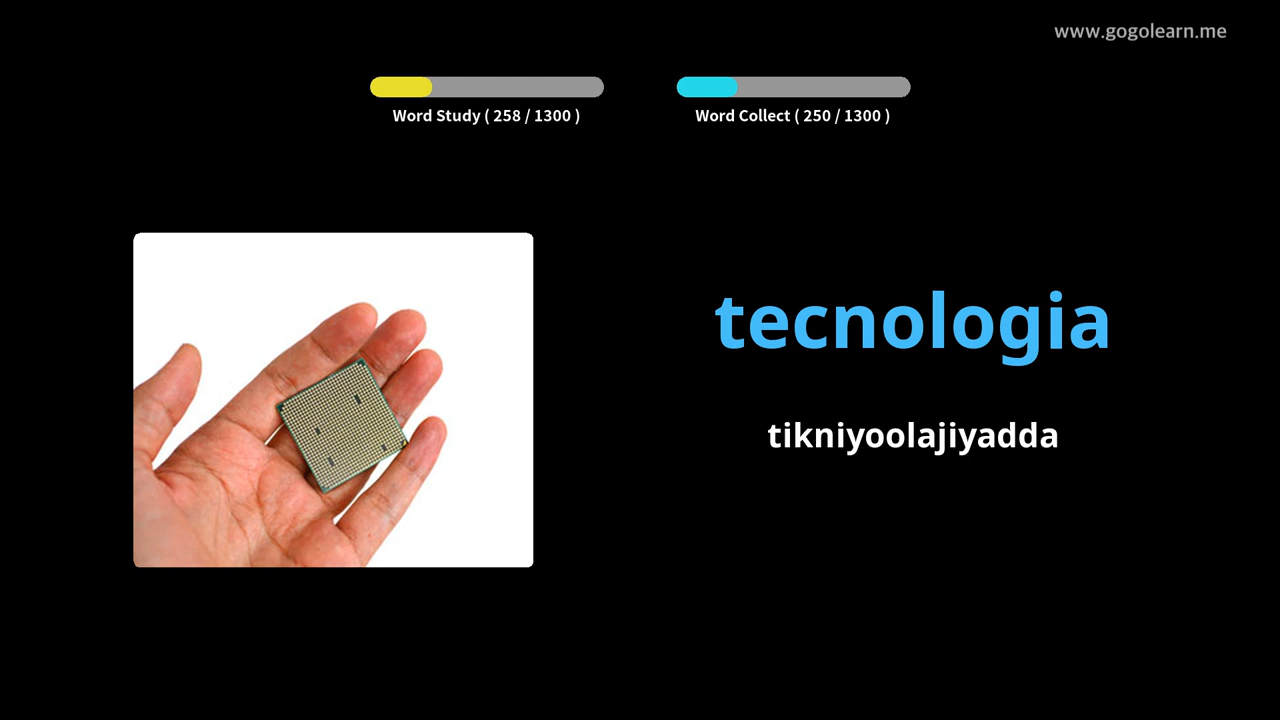 www.gogolearn.me
Word Study ( 258 / 1300 )
Word Collect ( 250 / 1300 )
tecnologia
tikniyoolajiyadda